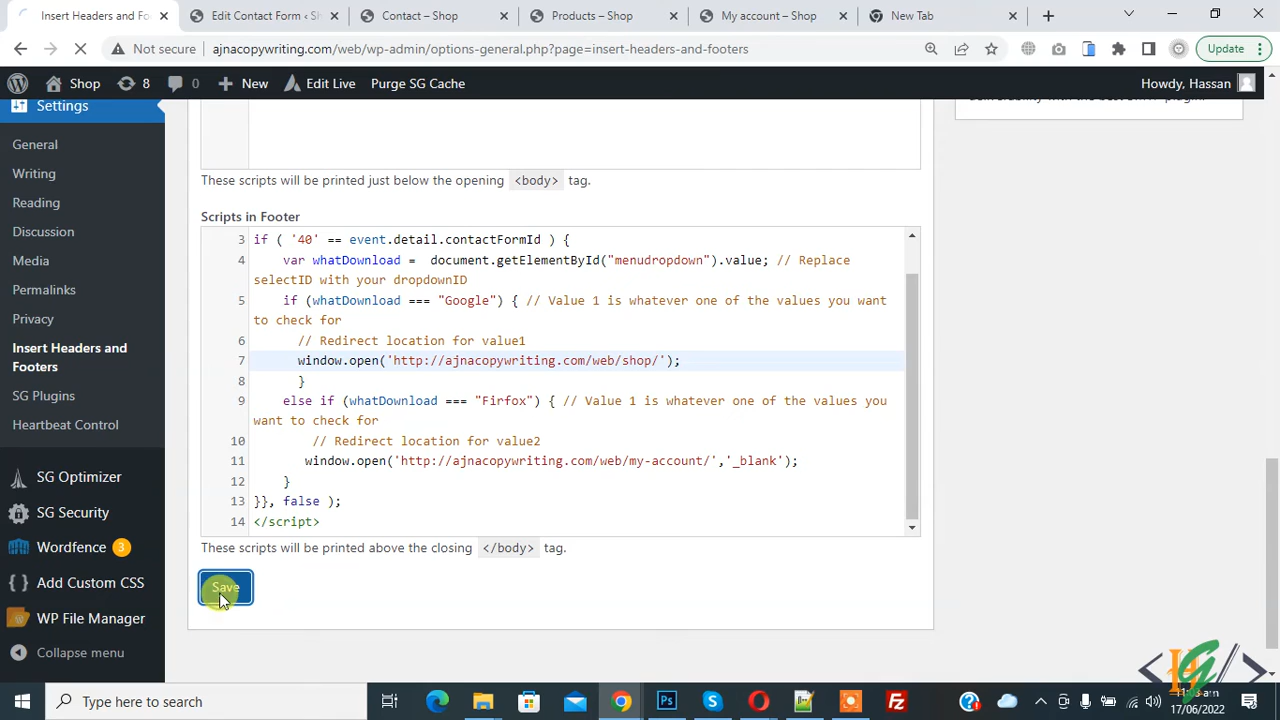 Insert Headers and Fo
Edit Contact Form ‹ Sh
Contact – Shop
Products – Shop
My account – Shop
New Tab
Not secure
ajnacopywriting.com/web/wp-admin/options-general.php?page=insert-headers-and-footers
Update
Shop
8
0
New
Edit Live
Purge SG Cache
Howdy, Hassan
Settings
General
Writing
Reading
Discussion
Media
Permalinks
Privacy
Insert Headers and
Footers
SG Plugins
Heartbeat Control
SG Optimizer
SG Security
Wordfence 3
Add Custom CSS
WP File Manager
Collapse menu
These scripts will be printed just below the opening <body> tag.
Scripts in Footer
3 if ( '40' == event.detail.contactFormId ) {
4 var whatDownload = document.getElementById("menudropdown").value; // Replace
selectID with your dropdownID
5 if (whatDownload === "Google") { // Value 1 is whatever one of the values you want
to check for
6 // Redirect location for value1
7 window.open('http://ajnacopywriting.com/web/shop/');
8 }
9 else if (whatDownload === "Firfox") { // Value 1 is whatever one of the values you
want to check for
10 // Redirect location for value2
11 window.open('http://ajnacopywriting.com/web/my-account/','_blank');
12 }
13 }}, false );
14 </script>
These scripts will be printed above the closing </body> tag.
Save
Type here to search
17/06/2022